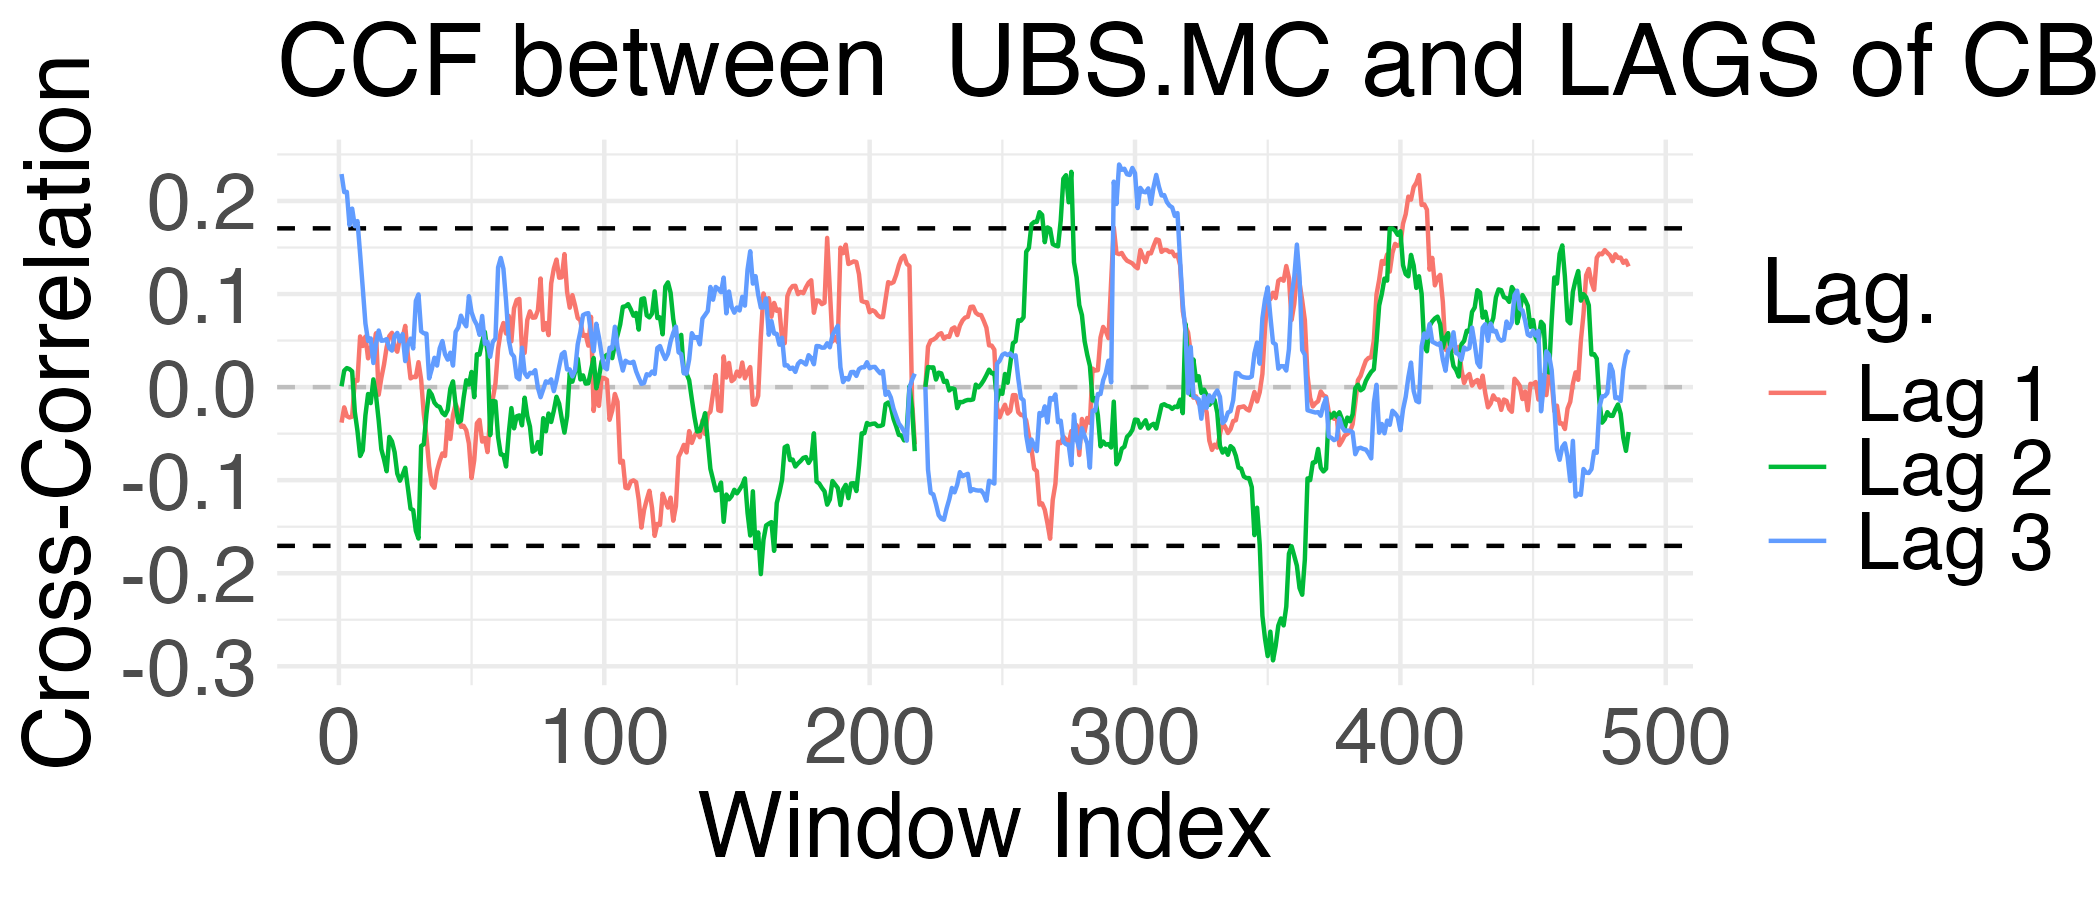 CCF between  UBS.MC and LAGS of CB
Cross-Correlation
0.2
0.1
0.0
-0.1
-0.2
-0.3
0 100 200 300 400 500
Window Index
Lag.
Lag 1
Lag 2
Lag 3